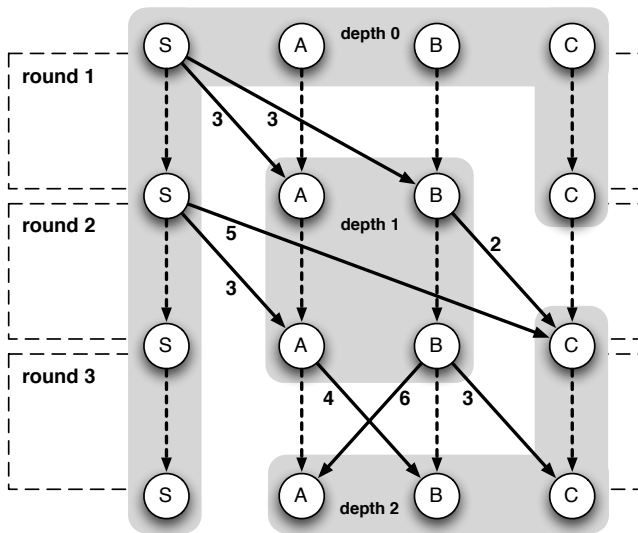 S A depth 0 B C
round 1
3 3
S A B C
round 2 depth 1
5 2
3
S A B C
round 3
4 6 3
S A B C
depth 2